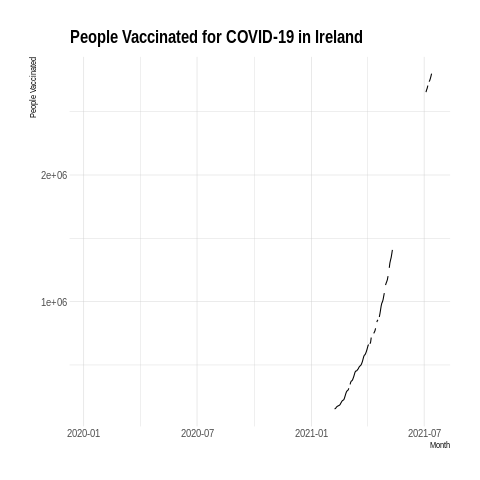 People Vaccinated for COVID-19 in Ireland
People Vaccinated
2e+06
1e+06
2020-01 2020-07 2021-01 2021-07
Month